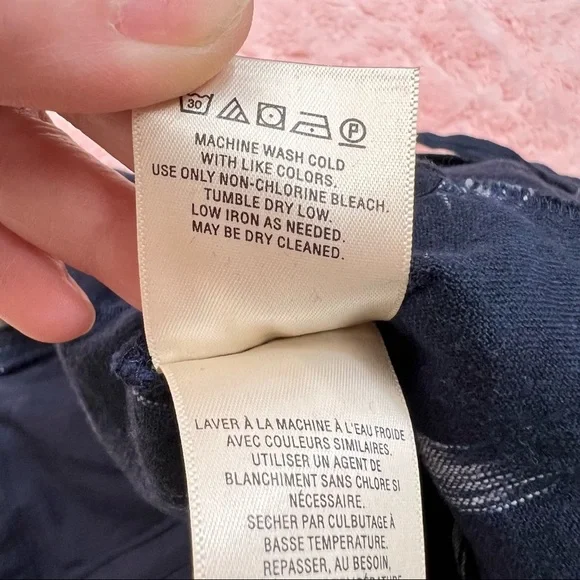 30 P
MACHINE WASH COLD
WITH LIKE COLORS.
USE ONLY NON-CHLORINE BLEACH.
TUMBLE DRY LOW.
LOW IRON AS NEEDED.
MAY BE DRY CLEANED.
LAVER À LA MACHINE À L'EAU FROIDE
AVEC COULEURS SIMILAIRES.
UTILISER UN AGENT DE
BLANCHIMENT SANS CHLORE SI
NÉCESSAIRE.
SECHER PAR CULBUTAGE À
BASSE TEMPERATURE.
REPASSER, AU BESOIN,